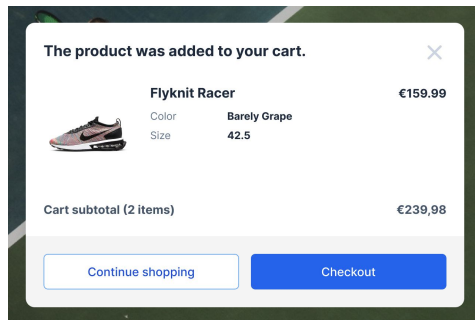 The product was added to your cart.
Flyknit Racer €159.99
Color Barely Grape
Size 42.5
Cart subtotal (2 items) €239,98
Continue shopping Checkout